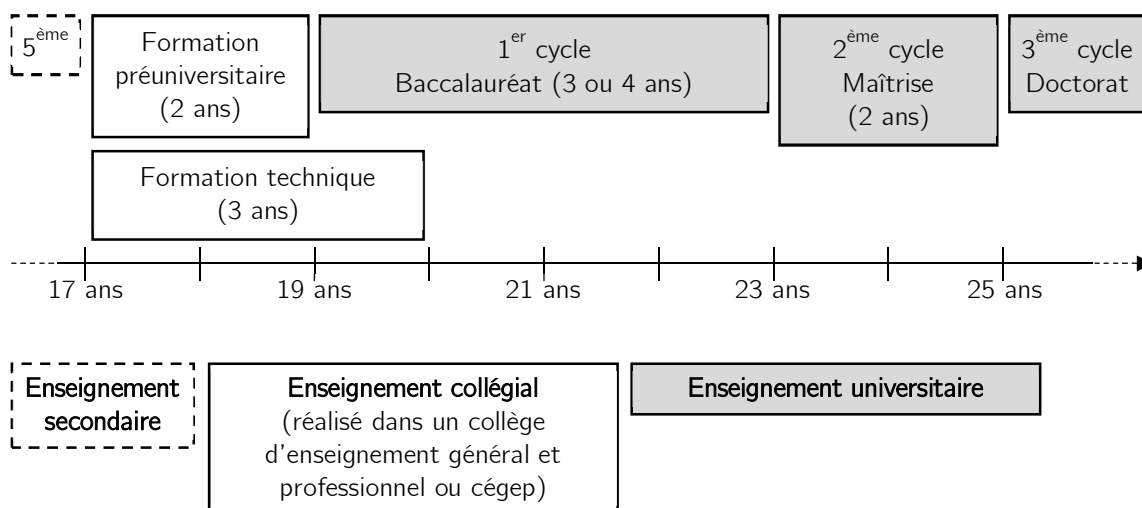 5ème
Formation
préuniversitaire
(2 ans)
1er cycle
Baccalauréat (3 ou 4 ans)
2ème cycle
Maîtrise
(2 ans)
3ème cycle
Doctorat
Formation technique
(3 ans)
17 ans
19 ans
21 ans
23 ans
25 ans
Enseignement
secondaire
Enseignement collégial
(réalisé dans un collège
d'enseignement général et
professionnel ou cégep)
Enseignement universitaire